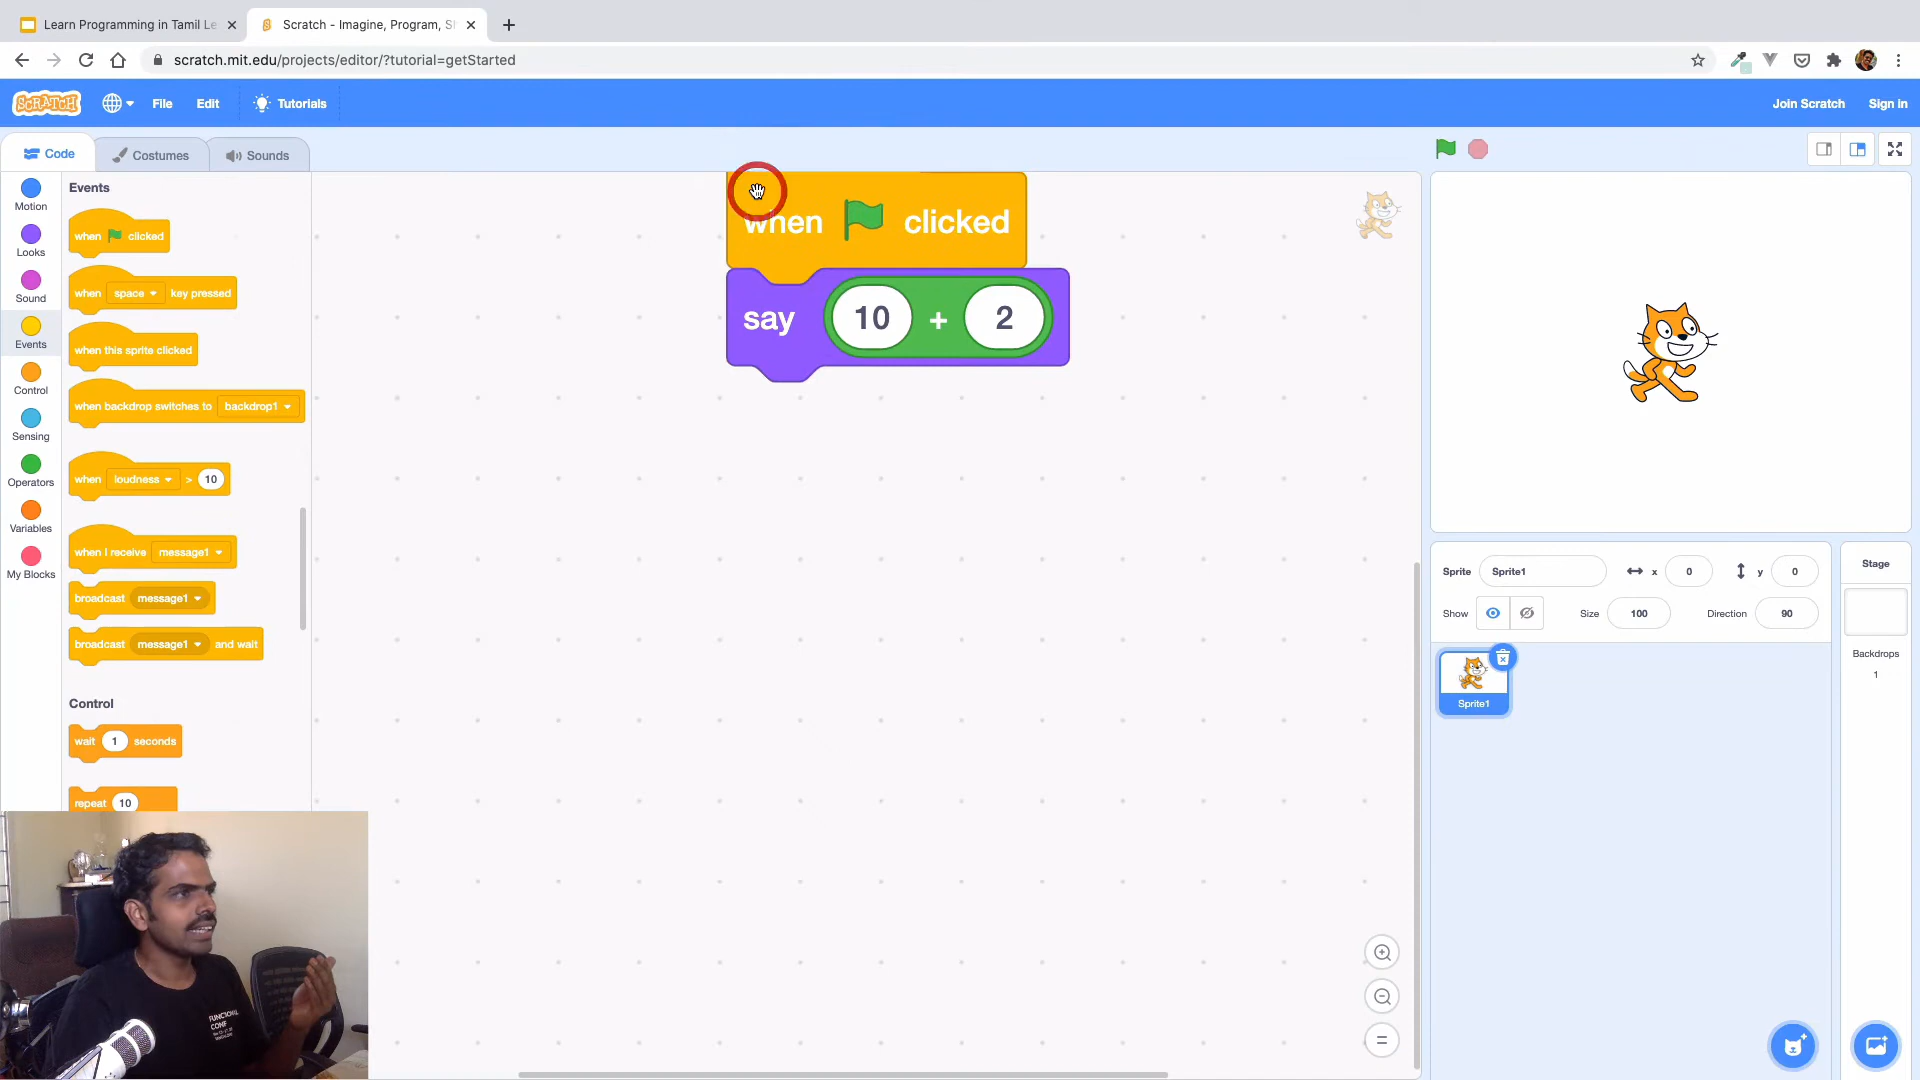 Learn Programming in Tamil Le
Scratch - Imagine, Program, Sh
scratch.mit.edu/projects/editor/?tutorial=getStarted
SCRATCH
File
Edit
Tutorials
Join Scratch
Sign in
Code
Costumes
Sounds
Motion
Looks
Sound
Events
Control
Sensing
Operators
Variables
My Blocks
Events
when clicked
when space key pressed
when this sprite clicked
when backdrop switches to backdrop1
when loudness > 10
when I receive message1
broadcast message1
broadcast message1 and wait
Control
wait 1 seconds
repeat 10
when clicked
say 10 + 2
Sprite
Sprite1
x
0
y
0
Show
Size
100
Direction
90
Sprite1
Stage
Backdrops
1
FUNCTIONAL
CONF